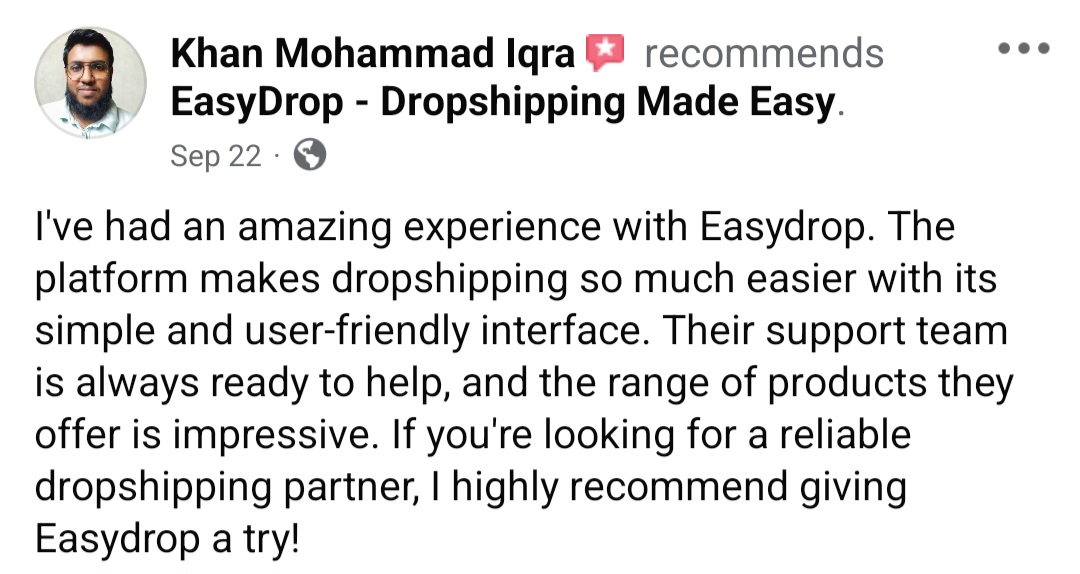 Khan Mohammad Iqra recommends
EasyDrop - Dropshipping Made Easy.
Sep 22 ·
I've had an amazing experience with Easydrop. The
platform makes dropshipping so much easier with its
simple and user-friendly interface. Their support team
is always ready to help, and the range of products they
offer is impressive. If you're looking for a reliable
dropshipping partner, I highly recommend giving
Easydrop a try!